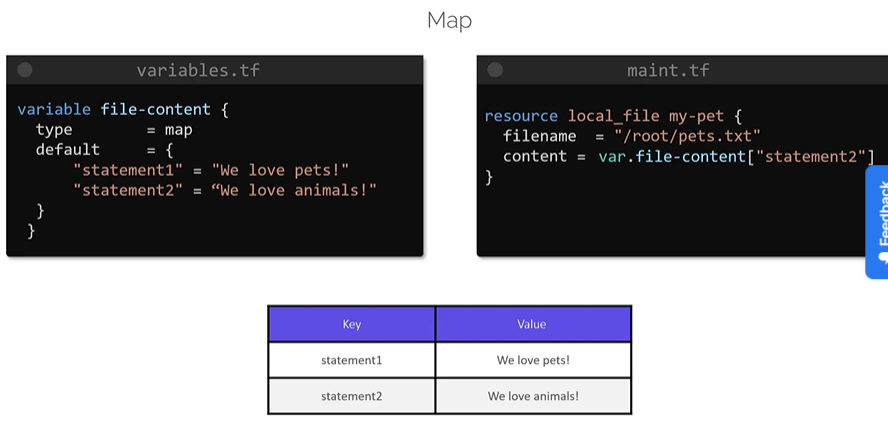 Map
variables.tf
variable file-content {
type = map
default = {
"statement1" = "We love pets!"
"statement2" = “We love animals!"
}
}
maint.tf
resource local_file my-pet {
filename = "/root/pets.txt"
content = var.file-content["statement2"]
}
Feedback
Key Value
statement1 We love pets!
statement2 We love animals!